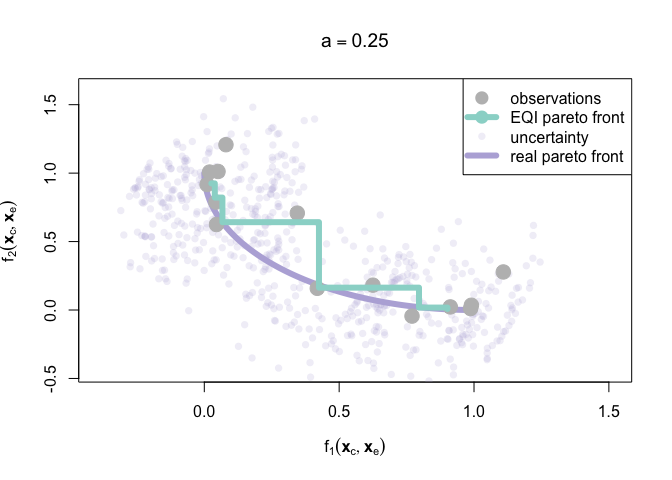 a = 0.25
observations
EQI pareto front
uncertainty
real pareto front
f₂(xc, xe)
1.5
1.0
0.5
0.0
-0.5
0.0 0.5 1.0 1.5
f₁(xc, xe)